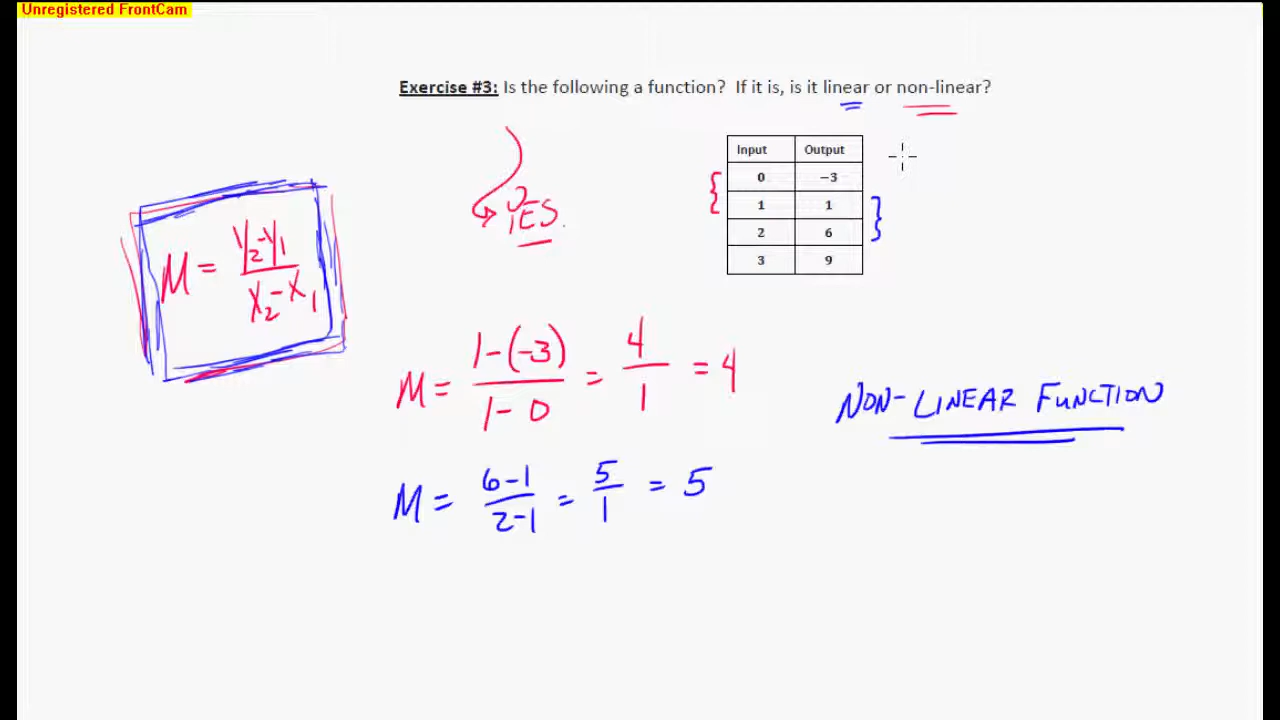 Unregistered FrontCam
Exercise #3: Is the following a function? If it is, is it linear or non-linear?
Input Output
0 −3
1 1
2 6
3 9
YES.
M = Y2-Y1 / X2-X1
M = 1-(-3) / 1-0 = 4/1 = 4
NON-LINEAR FUNCTION
M = 6-1 / 2-1 = 5/1 = 5